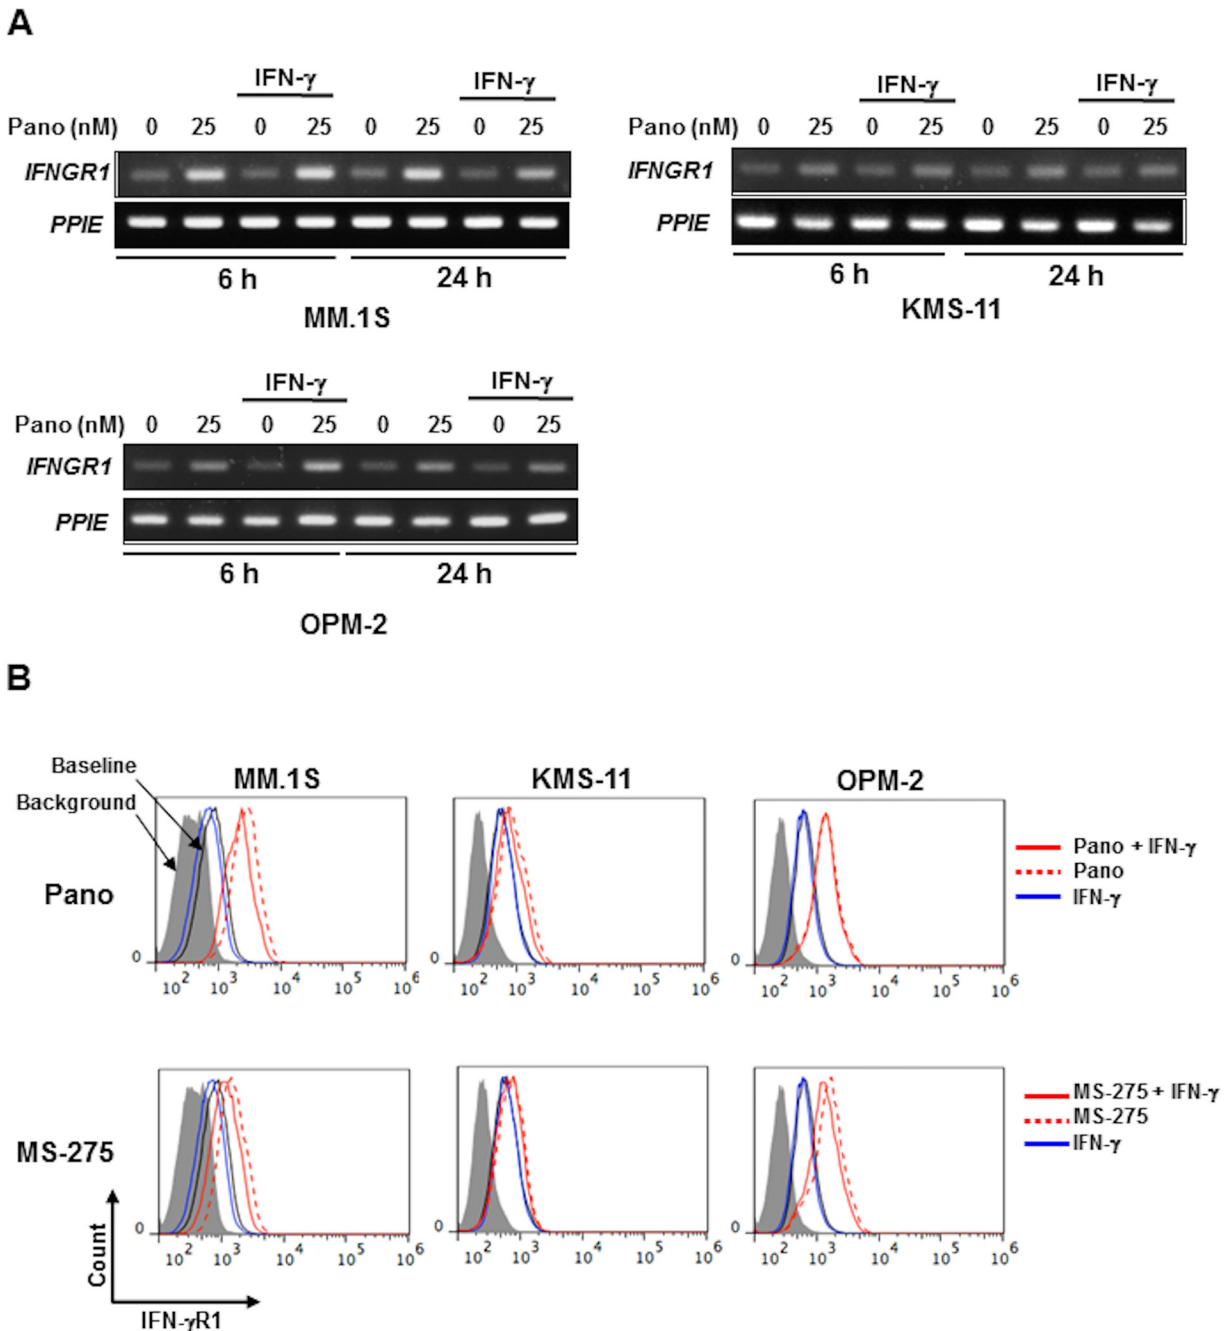 A
IFN-γ IFN-γ
Pano (nM) 0 25 0 25 0 25 0 25
IFNGR1
PPIE
6 h 24 h
MM.1S
IFN-γ IFN-γ
Pano (nM) 0 25 0 25 0 25 0 25
IFNGR1
PPIE
6 h 24 h
KMS-11
IFN-γ IFN-γ
Pano (nM) 0 25 0 25 0 25 0 25
IFNGR1
PPIE
6 h 24 h
OPM-2
B
Baseline
Background
MM.1S KMS-11 OPM-2
Pano
Pano + IFN-γ
Pano
IFN-γ
0 0 0
10² 10³ 10⁴ 10⁵ 10⁶ 10² 10³ 10⁴ 10⁵ 10⁶ 10² 10³ 10⁴ 10⁵ 10⁶
MS-275
MS-275 + IFN-γ
MS-275
IFN-γ
0 0 0
10² 10³ 10⁴ 10⁵ 10⁶ 10² 10³ 10⁴ 10⁵ 10⁶ 10² 10³ 10⁴ 10⁵ 10⁶
Count
IFN-γR1